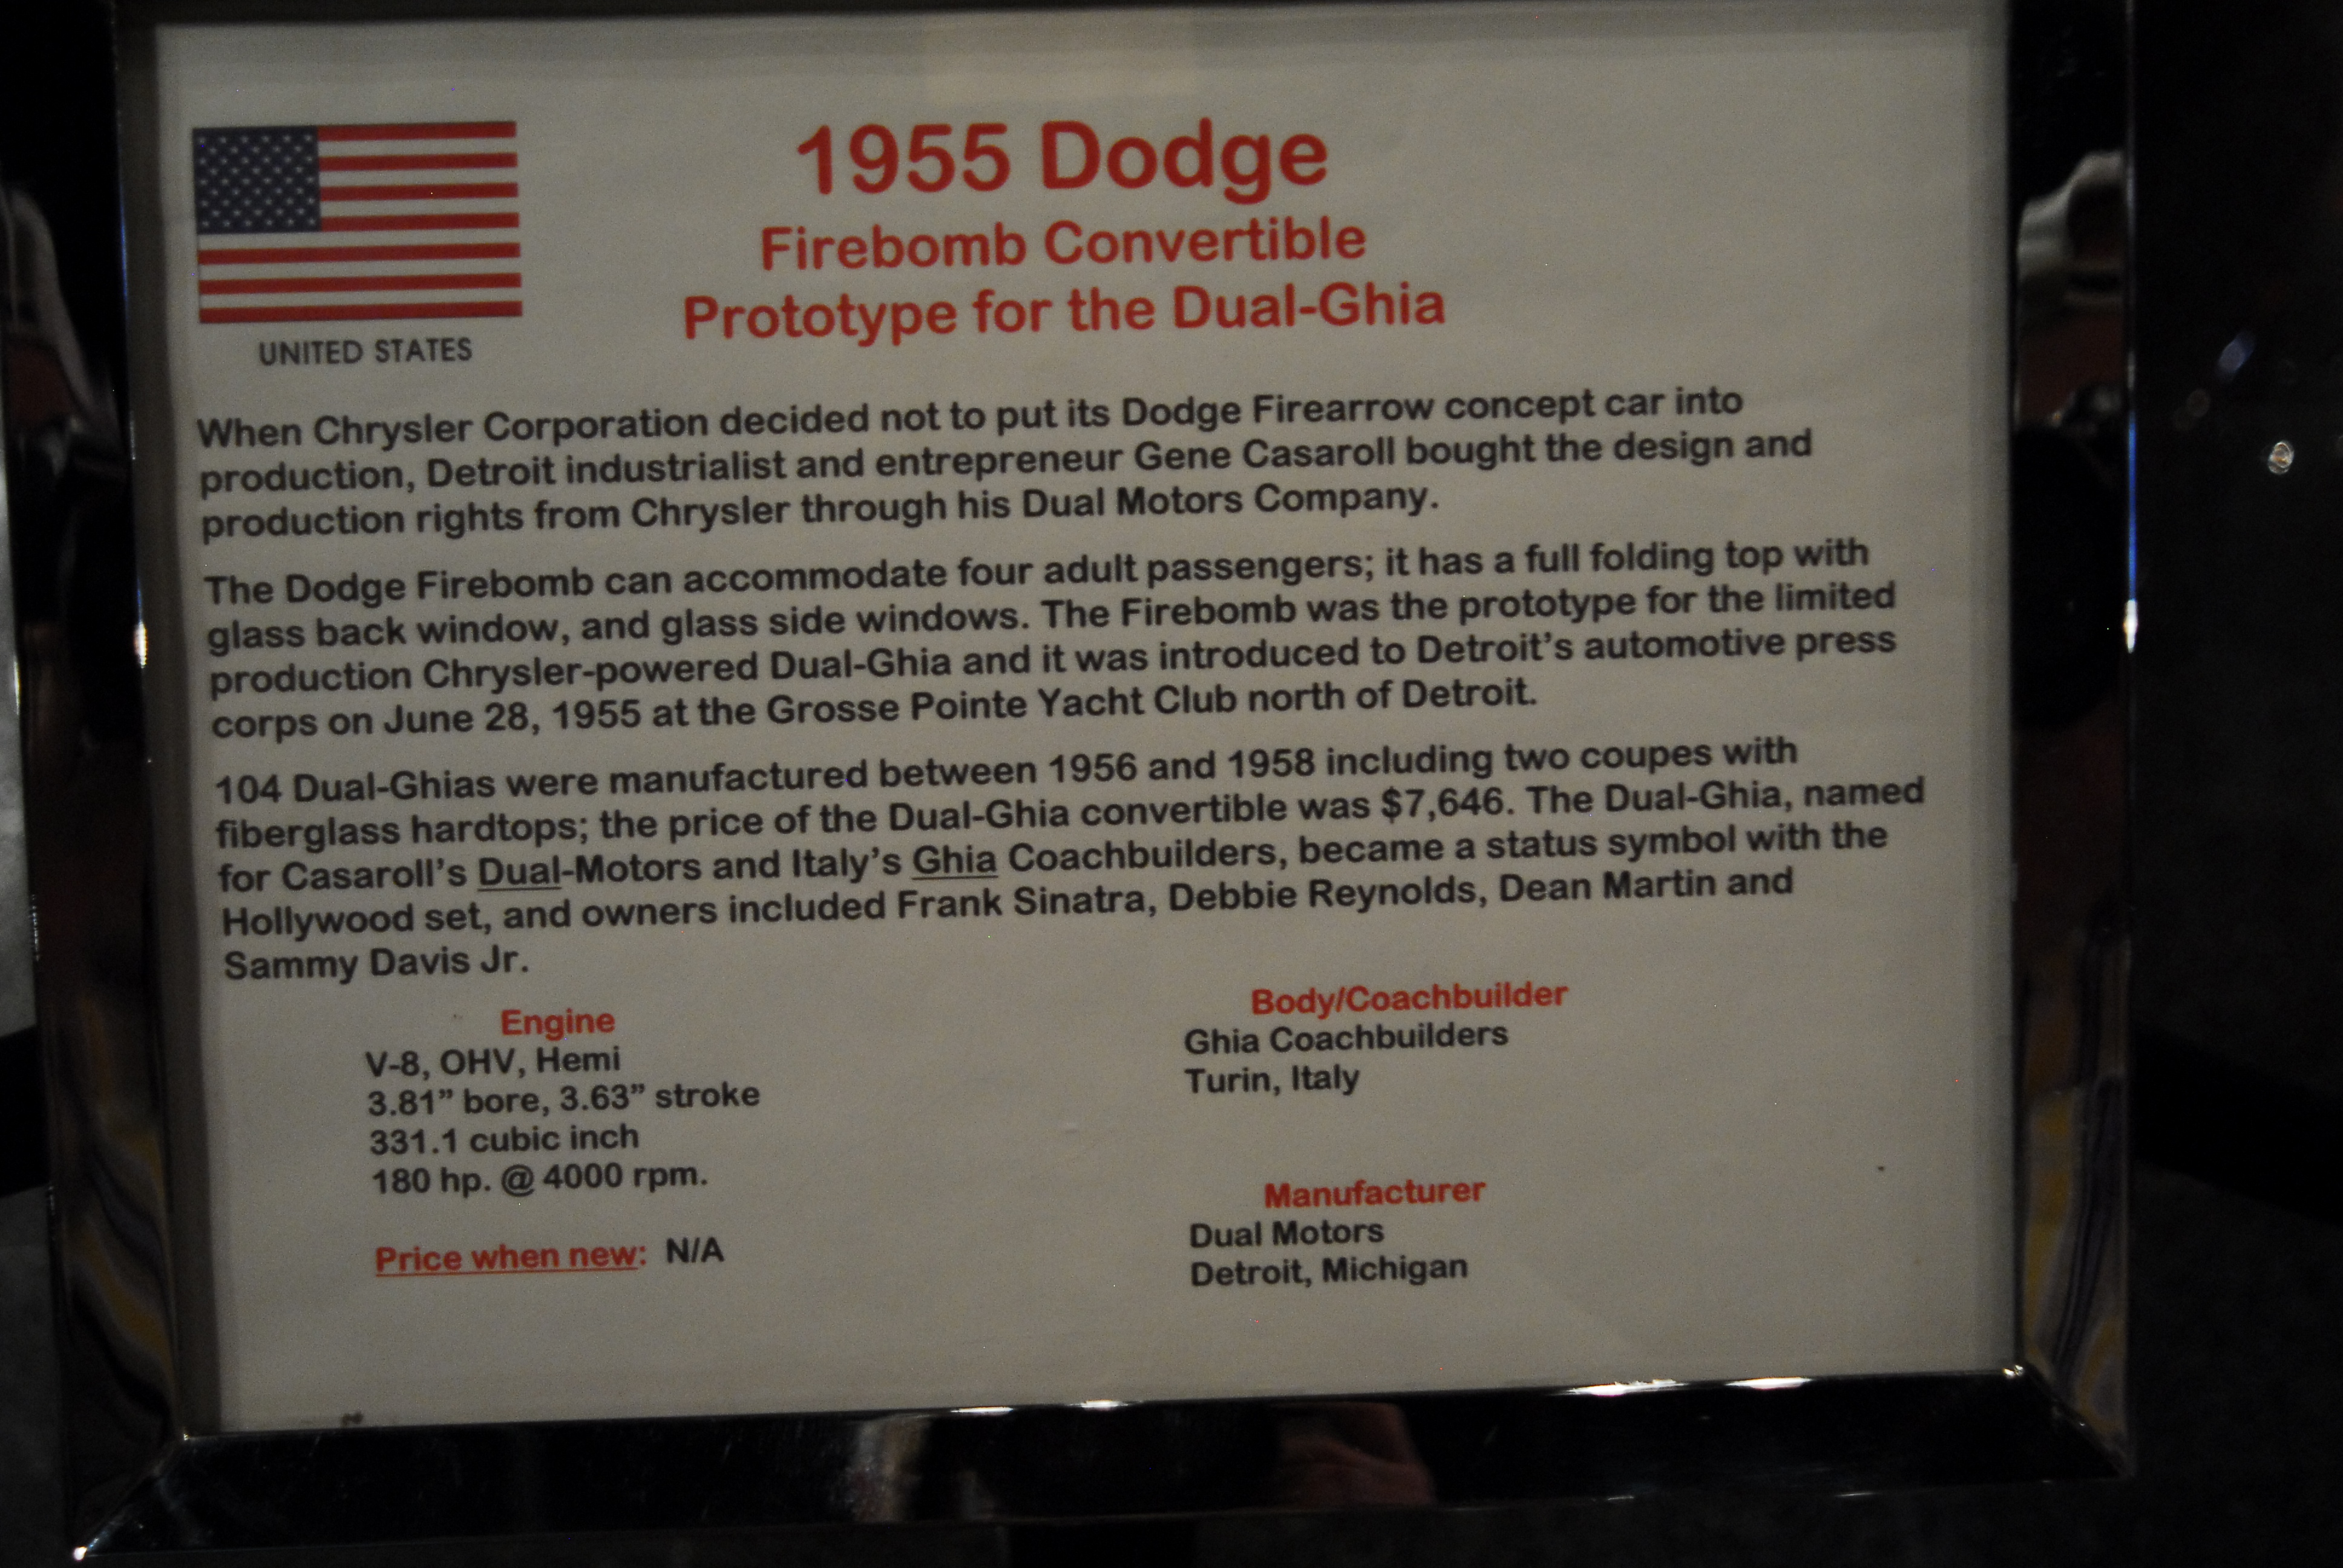 1955 Dodge
Firebomb Convertible
Prototype for the Dual-Ghia
UNITED STATES
When Chrysler Corporation decided not to put its Dodge Firearrow concept car into
production, Detroit industrialist and entrepreneur Gene Casaroll bought the design and
production rights from Chrysler through his Dual Motors Company.
The Dodge Firebomb can accommodate four adult passengers; it has a full folding top with
glass back window, and glass side windows. The Firebomb was the prototype for the limited
production Chrysler-powered Dual-Ghia and it was introduced to Detroit's automotive press
corps on June 28, 1955 at the Grosse Pointe Yacht Club north of Detroit.
104 Dual-Ghias were manufactured between 1956 and 1958 including two coupes with
fiberglass hardtops; the price of the Dual-Ghia convertible was $7,646. The Dual-Ghia, named
for Casaroll's Dual-Motors and Italy's Ghia Coachbuilders, became a status symbol with the
Hollywood set, and owners included Frank Sinatra, Debbie Reynolds, Dean Martin and
Sammy Davis Jr.
Engine
V-8, OHV, Hemi
3.81" bore, 3.63" stroke
331.1 cubic inch
180 hp. @ 4000 rpm.
Price when new: N/A
Body/Coachbuilder
Ghia Coachbuilders
Turin, Italy
Manufacturer
Dual Motors
Detroit, Michigan